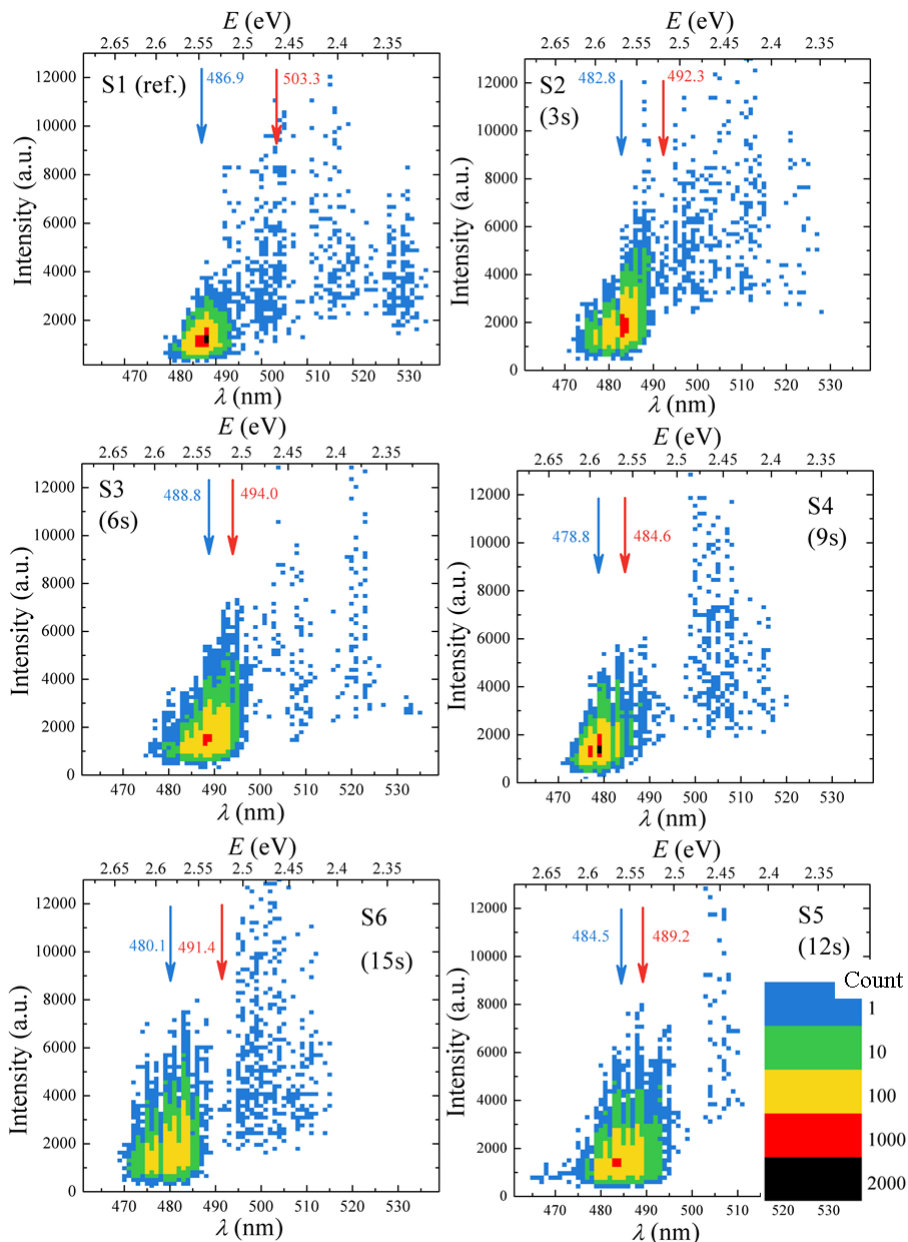 E (eV)
2.65 2.6 2.55 2.5 2.46 2.4 2.35
S1 (ref.)
486.9
503.3
12000
10000
8000
6000
4000
2000
Intensity (a.u.)
470 480 490 500 510 520 530
λ (nm)
E (eV)
2.65 2.6 2.55 2.5 2.45 2.4 2.35
S2
(3s)
482.8
492.3
12000
10000
8000
6000
4000
2000
0
Intensity (a.u.)
470 480 490 500 510 520 530
λ (nm)
E (eV)
2.65 2.6 2.55 2.5 2.45 2.4 2.35
S3
(6s)
488.8
494.0
12000
10000
8000
6000
4000
2000
0
Intensity (a.u.)
470 480 490 500 510 520 530
λ (nm)
E (eV)
2.65 2.6 2.55 2.5 2.45 2.4 2.35
S4
(9s)
478.8
484.6
12000
10000
8000
6000
4000
2000
0
Intensity (a.u.)
470 480 490 500 510 520 530
λ (nm)
E (eV)
2.65 2.6 2.55 2.5 2.45 2.4 2.35
S6
(15s)
480.1
491.4
12000
10000
8000
6000
4000
2000
0
Intensity (a.u.)
470 480 490 500 510 520 530
λ (nm)
E (eV)
2.65 2.6 2.55 2.5 2.45 2.4 2.35
S5
(12s)
484.5
489.2
12000
10000
8000
6000
4000
2000
0
Intensity (a.u.)
470 480 490 500 510 520 530
λ (nm)
Count
1
10
100
1000
2000